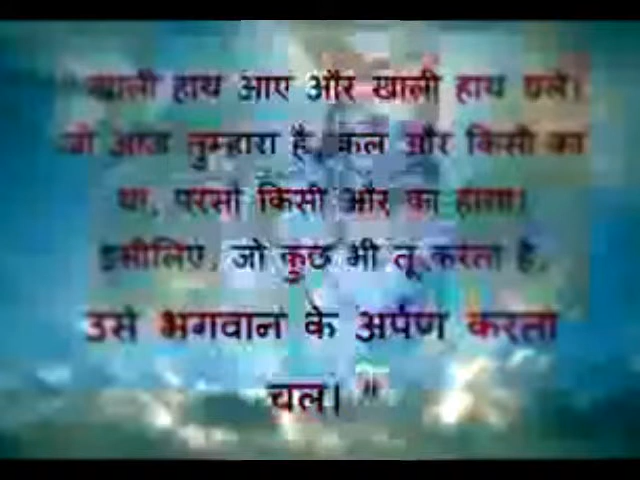 "खाली हाथ आए और खाली हाथ चले।
जो आज तुम्हारा है, कल और किसी का
था, परसों किसी और का होगा।
इसीलिए, जो कुछ भी तू करता है,
उसे भगवान के अर्पण करता
चल। "